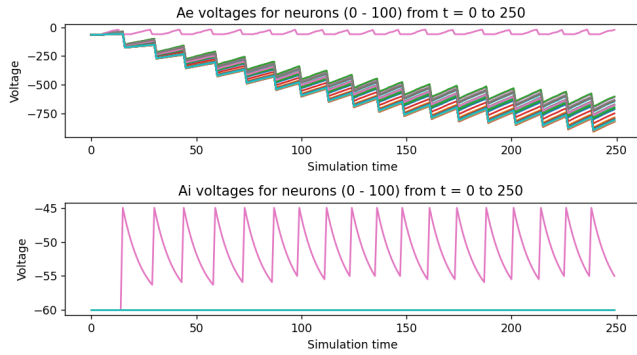 Ae voltages for neurons (0 - 100) from t = 0 to 250
0
−250
−500
−750
Voltage
0 50 100 150 200 250
Simulation time
Ai voltages for neurons (0 - 100) from t = 0 to 250
−45
−50
−55
−60
Voltage
0 50 100 150 200 250
Simulation time